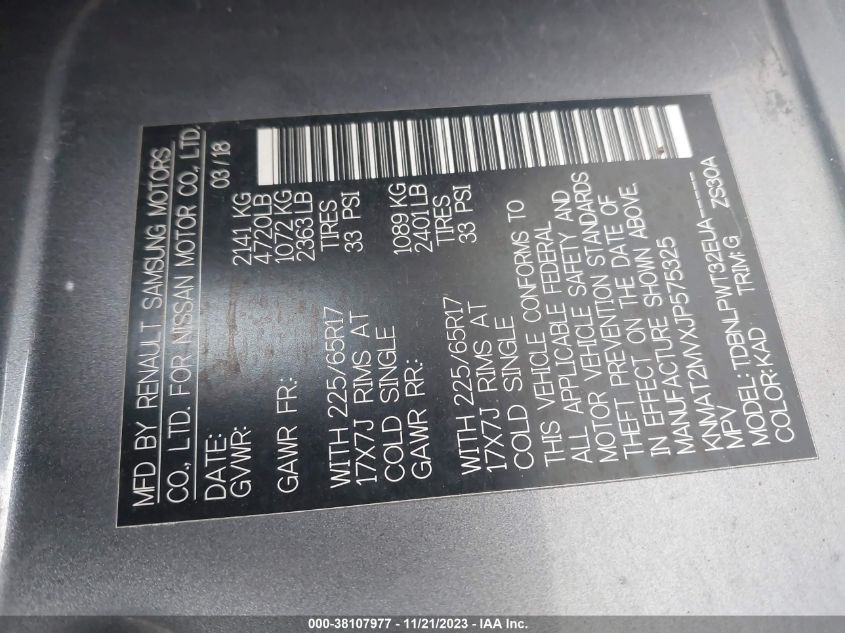 MFD BY RENAULT SAMSUNG MOTORS
CO., LTD. FOR NISSAN MOTOR CO., LTD.
DATE: 03/18
GVWR: 2141 KG
4720LB
GAWR FR: 1072 KG
2363LB
WITH 225/65R17 TIRES
17X7J RIMS AT 33 PSI
COLD SINGLE
GAWR RR: 1089 KG
2401LB
WITH 225/65R17 TIRES
17X7J RIMS AT 33 PSI
COLD SINGLE
THIS VEHICLE CONFORMS TO
ALL APPLICABLE FEDERAL
MOTOR VEHICLE SAFETY AND
THEFT PREVENTION STANDARDS
IN EFFECT ON THE DATE OF
MANUFACTURE SHOWN ABOVE.
KNMAT2MVXJP575325
MPV
MODEL: TDBNLPWT32EUA-----
COLOR: KAD TRIM:G ZS30A
000-38107977 - 11/21/2023 - IAA Inc.